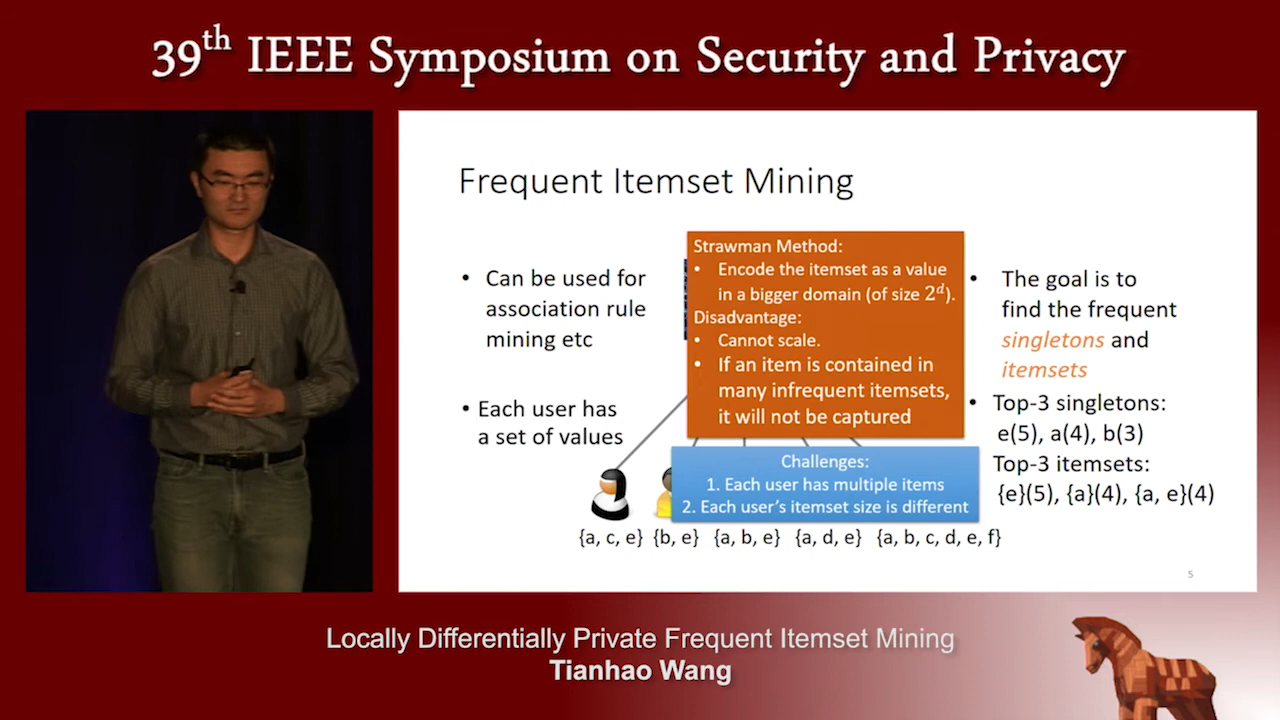 39th IEEE Symposium on Security and Privacy
Frequent Itemset Mining
• Can be used for
association rule
mining etc
• Each user has
a set of values
Strawman Method:
• Encode the itemset as a value
in a bigger domain (of size 2^d).
Disadvantage:
• Cannot scale.
• If an item is contained in
many infrequent itemsets,
it will not be captured
Challenges:
1. Each user has multiple items
2. Each user's itemset size is different
{a, c, e} {b, e} {a, b, e} {a, d, e} {a, b, c, d, e, f}
• The goal is to
find the frequent
singletons and
itemsets
• Top-3 singletons:
e(5), a(4), b(3)
Top-3 itemsets:
{e}(5), {a}(4), {a, e}(4)
5
Locally Differentially Private Frequent Itemset Mining
Tianhao Wang